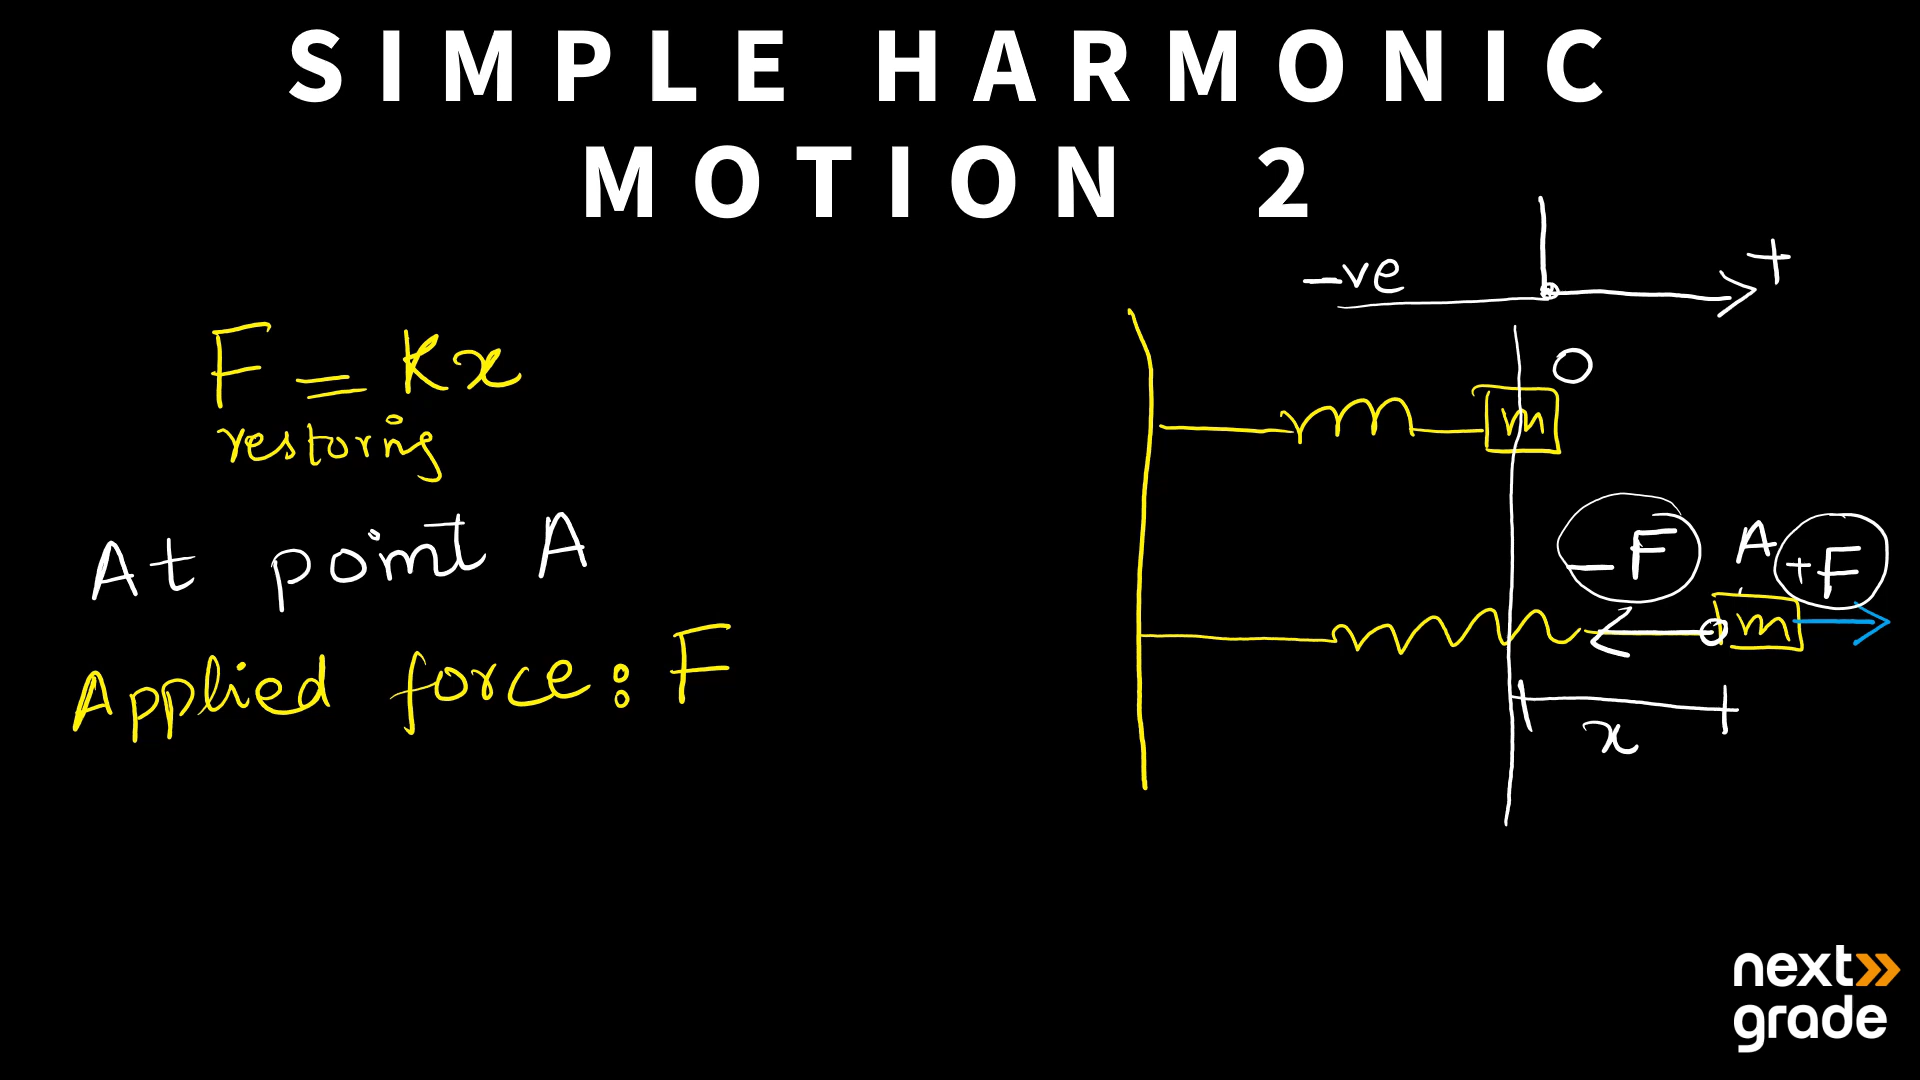 SIMPLE HARMONIC
MOTION 2
-ve
+
F = Kx
restoring
At point A
Applied force: F
O
m
-F
A
+F
m
x
next
grade